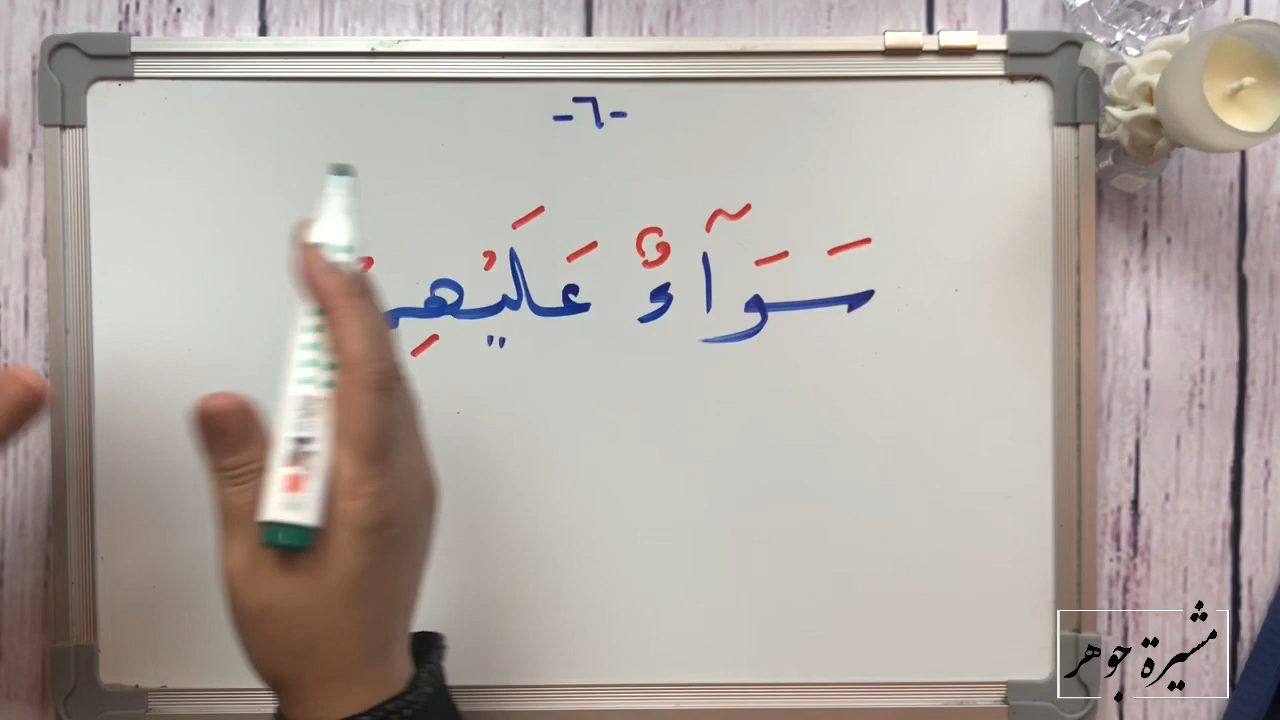 -٦-
سَوَآءٌ عَلَيْهِمْ
مشيرة جوهر